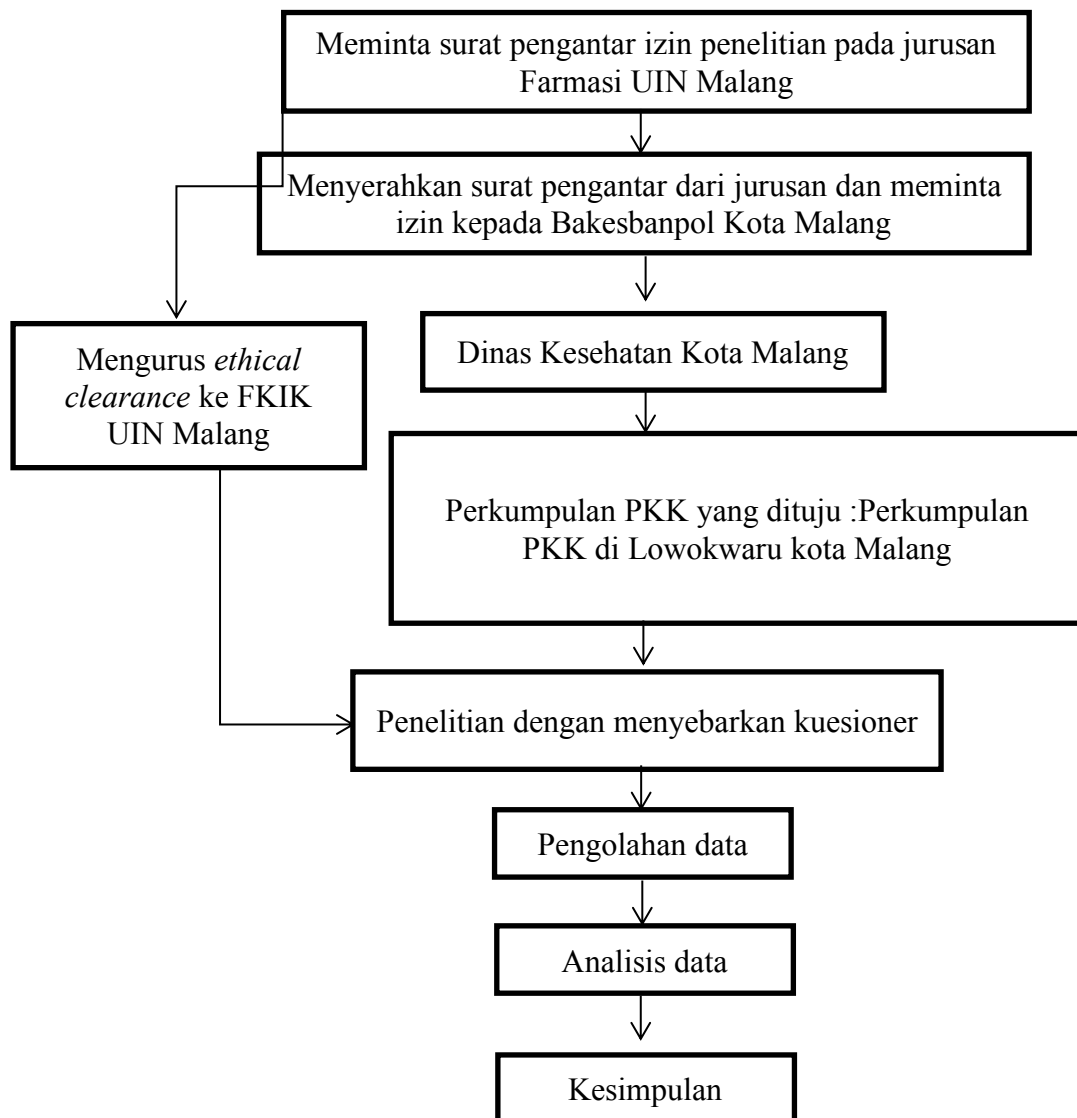 Meminta surat pengantar izin penelitian pada jurusan
Farmasi UIN Malang
Menyerahkan surat pengantar dari jurusan dan meminta
izin kepada Bakesbanpol Kota Malang
Mengurus ethical
clearance ke FKIK
UIN Malang
Dinas Kesehatan Kota Malang
Perkumpulan PKK yang dituju :Perkumpulan
PKK di Lowokwaru kota Malang
Penelitian dengan menyebarkan kuesioner
Pengolahan data
Analisis data
Kesimpulan